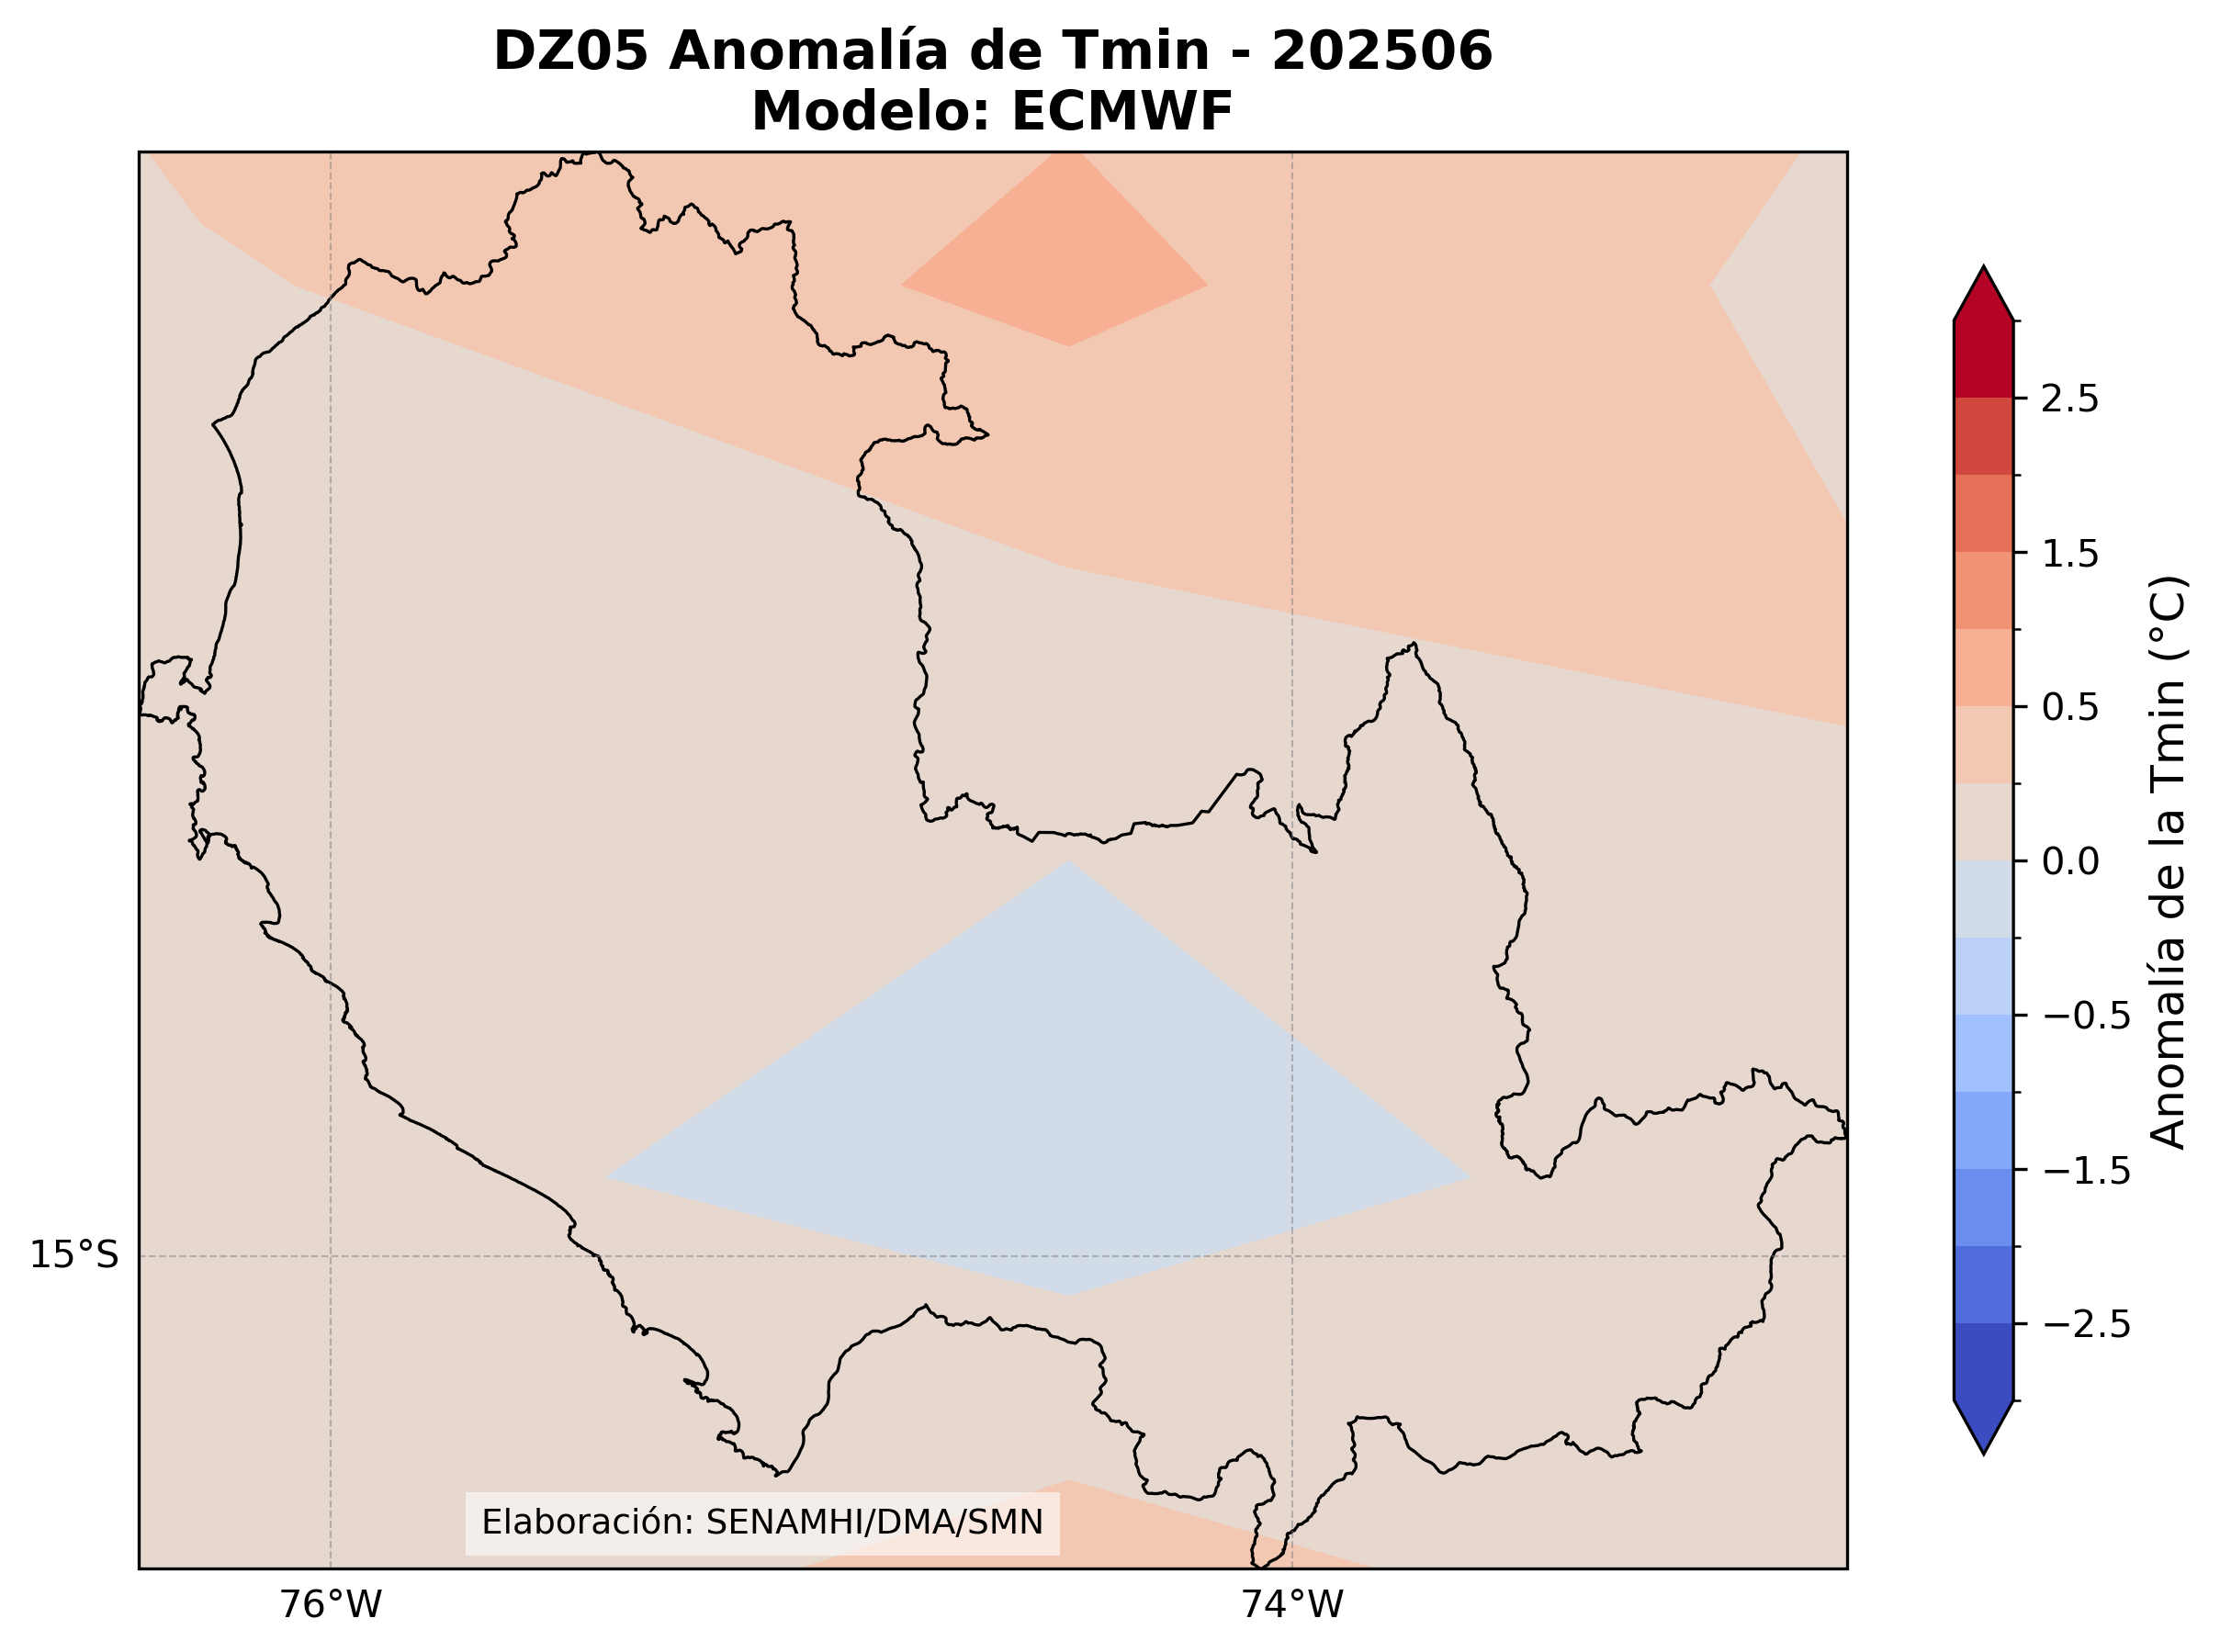 DZ05 Anomalía de Tmin - 202506
Modelo: ECMWF
2.5
1.5
0.5
0.0
−0.5
−1.5
−2.5
Anomalía de la Tmin (°C)
15°S
Elaboración: SENAMHI/DMA/SMN
76°W
74°W